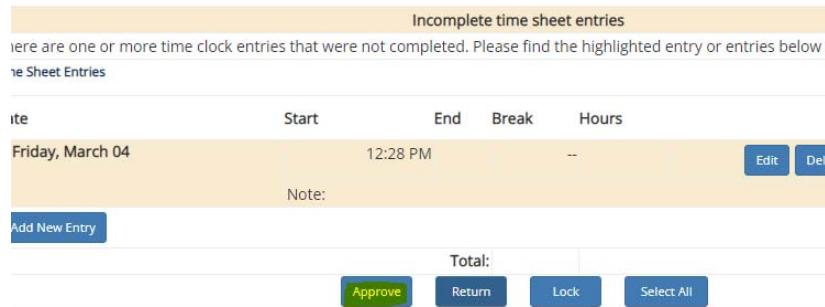 Incomplete time sheet entries
here are one or more time clock entries that were not completed. Please find the highlighted entry or entries below
ne Sheet Entries
ate Start End Break Hours
Friday, March 04 12:28 PM -- Edit Del
Note:
Add New Entry
Total:
Approve Return Lock Select All